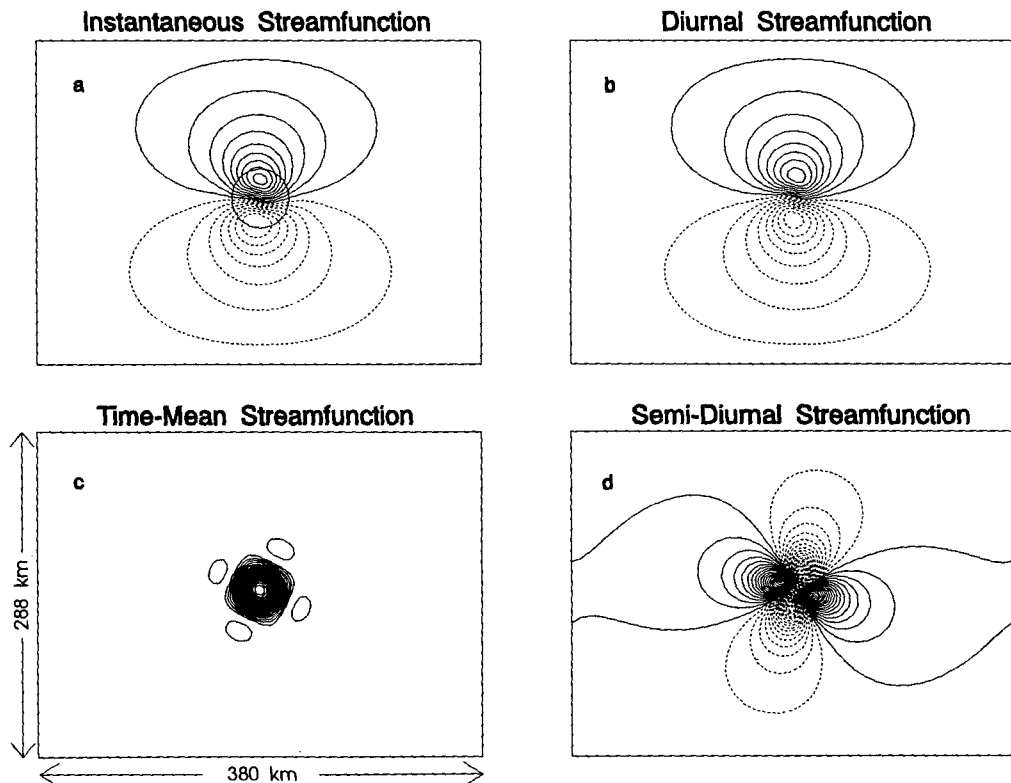 Instantaneous Streamfunction
Diurnal Streamfunction
a
b
Time-Mean Streamfunction
Semi-Diurnal Streamfunction
c
d
288 km
380 km